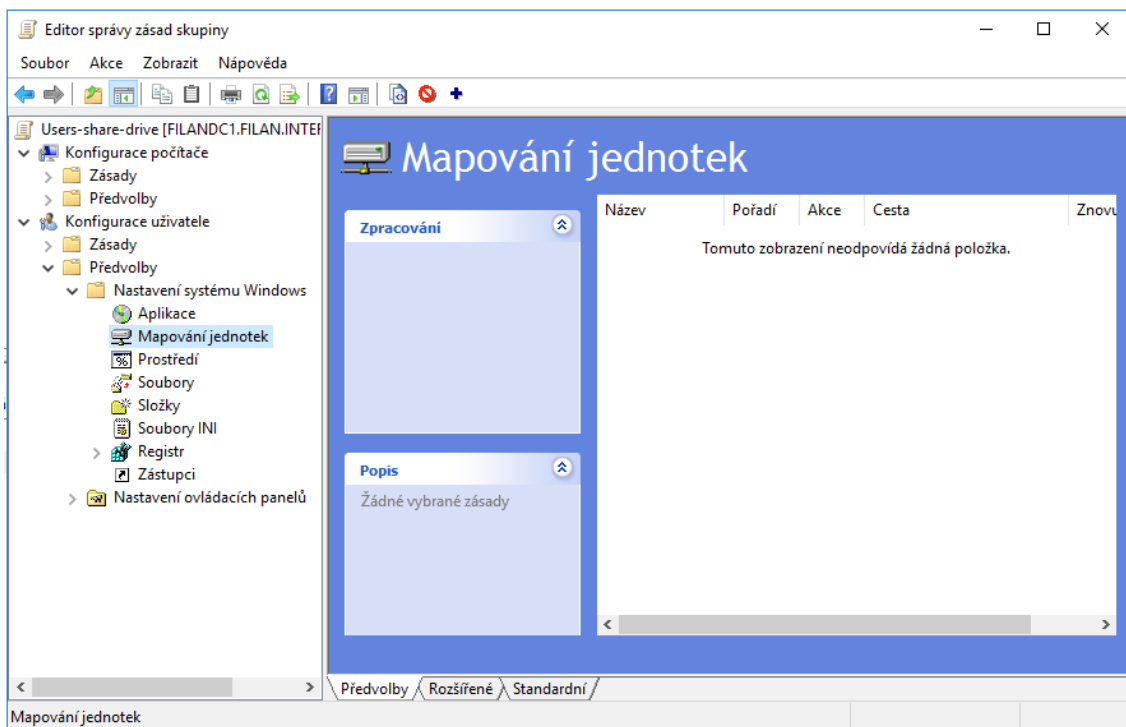 Editor správy zásad skupiny
Soubor Akce Zobrazit Nápověda
Users-share-drive [FILANDC1.FILAN.INTER
Konfigurace počítače
Zásady
Předvolby
Konfigurace uživatele
Zásady
Předvolby
Nastavení systému Windows
Aplikace
Mapování jednotek
Prostředí
Soubory
Složky
Soubory INI
Registr
Zástupci
Nastavení ovládacích panelů
Mapování jednotek
Zpracování
Popis
Žádné vybrané zásady
Název Pořadí Akce Cesta Znovu
Tomuto zobrazení neodpovídá žádná položka.
Předvolby Rozšířené Standardní
Mapování jednotek